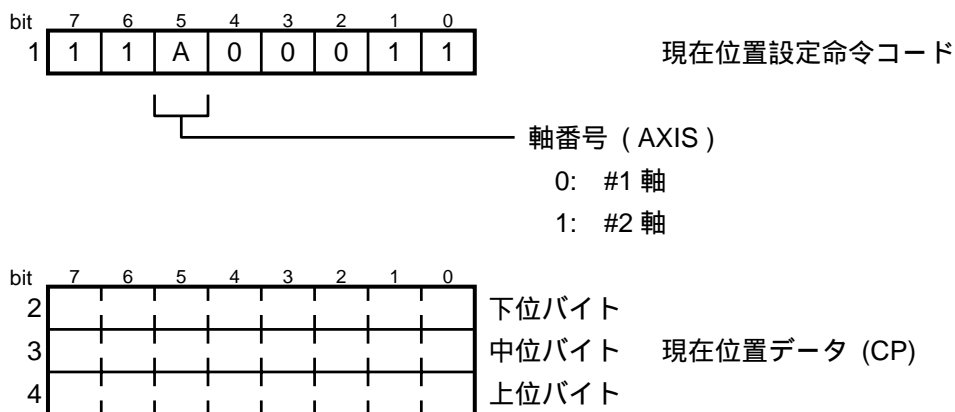 bit 7 6 5 4 3 2 1 0
1 1 1 A 0 0 0 1 1 現在位置設定命令コード
軸番号 ( AXIS )
0: #1 軸
1: #2 軸
bit 7 6 5 4 3 2 1 0
2 下位バイト
3 中位バイト 現在位置データ (CP)
4 上位バイト